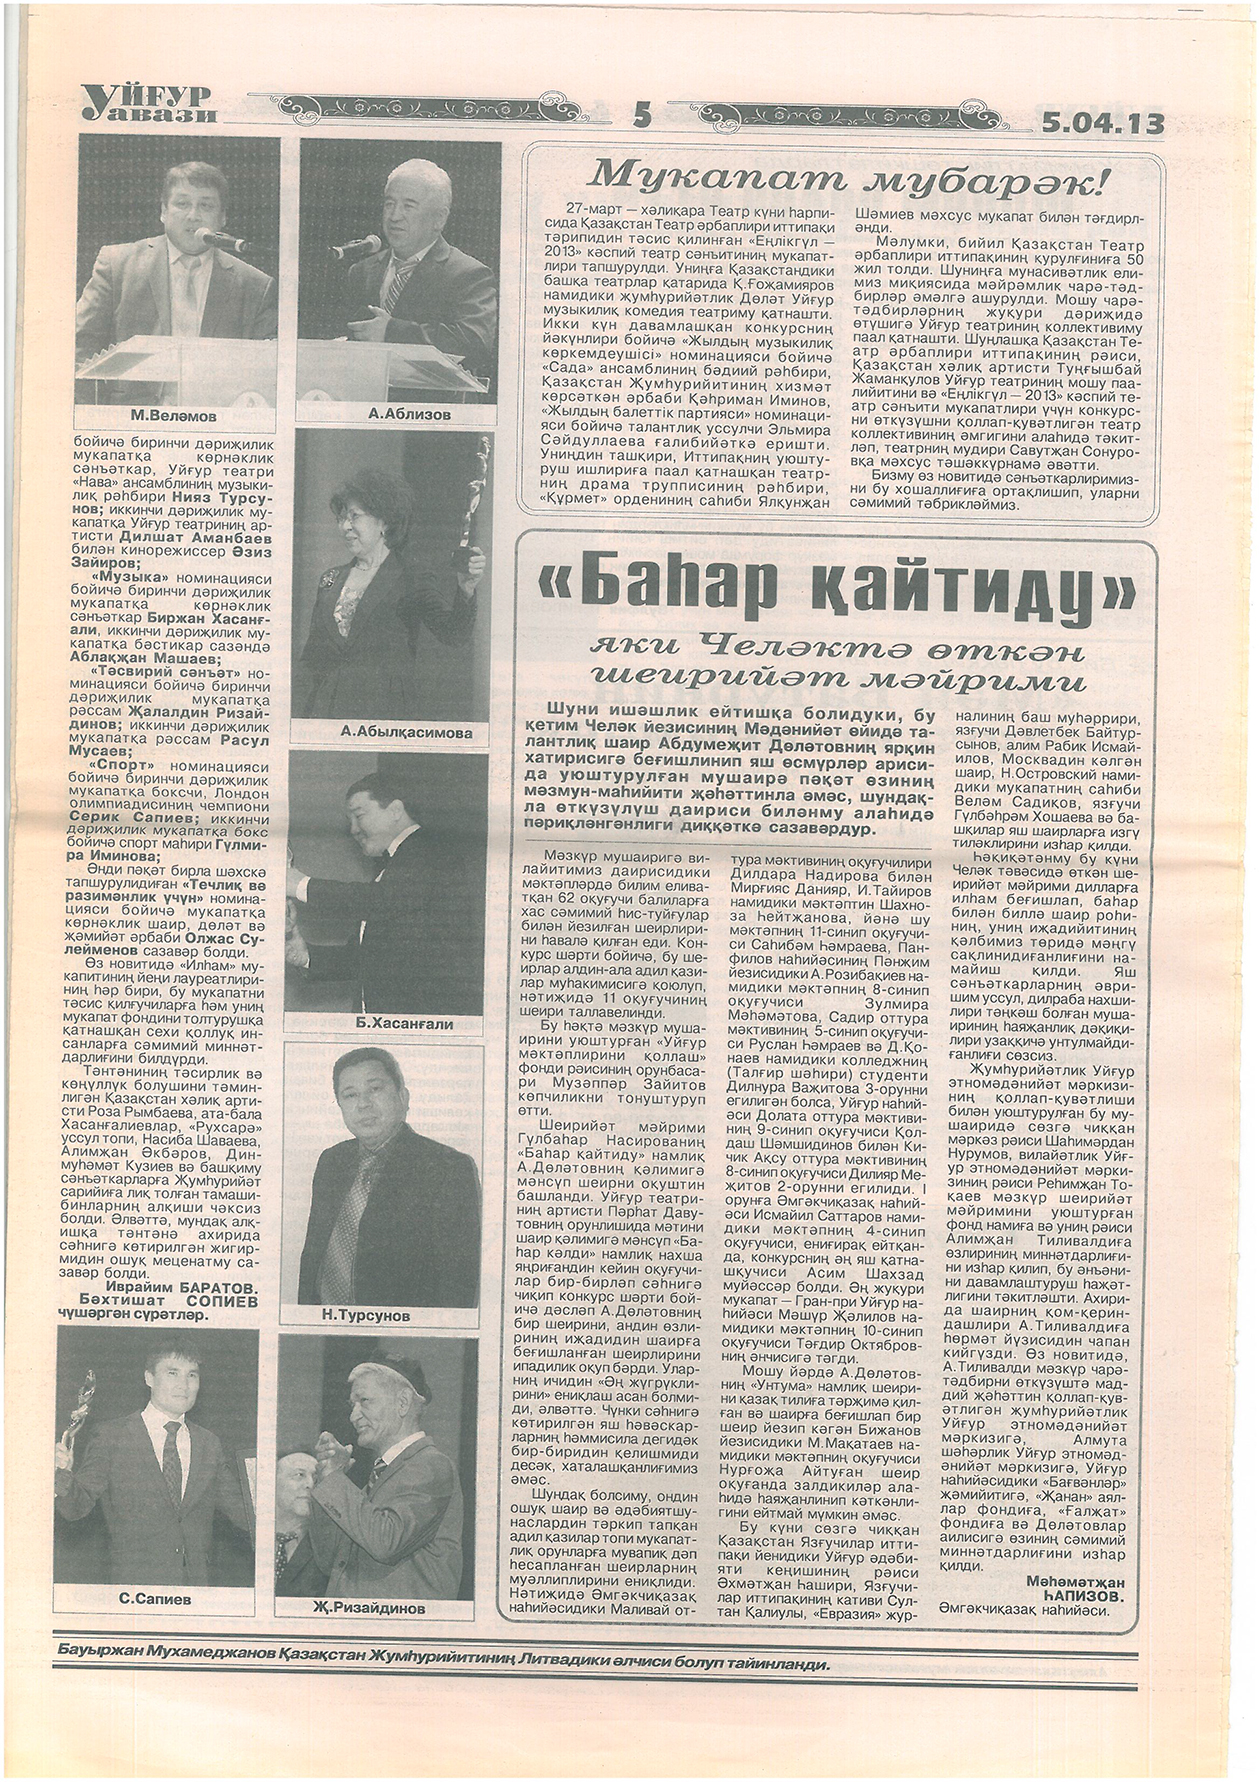 Уйғур
авази
5
5.04.13
М.Веләмов
А.Аблизов
бойичә биринчи дәриҗилик
мукапатқа көрнәклик
сәнъәткар, Уйғур театри
«Нава» ансамблиниң музыки-
лиқ рәһбири Нияз Турсу-
нов; иккинчи дәриҗилик му-
капатқа Уйғур театриниң ар-
тисти Дилшат Аманбаев
билән кинорежиссер Әзиз
Зайиров;
«Музыка» номинацияси
бойичә биринчи дәриҗилик
мукапатқа көрнәклик
сәнъәткар Биржан Хасанғ-
али, иккинчи дәриҗилик му-
капатқа бәстикар сазәндә
Аблақҗан Машаев;
«Тәсвирий сәнъәт» но-
минацияси бойичә биринчи
дәриҗилик мукапатқа
рәссам Җалалдин Ризай-
динов; иккинчи дәриҗилик
мукапатқа рәссам Расул
Мусаев;
«Спорт» номинацияси
бойичә биринчи дәриҗилик
мукапатқа боксчи, Лондон
олимпиадисиниң чемпиони
Серик Сапиев; иккинчи
дәриҗилик мукапатқа бокс
бойичә спорт маһири Гүлми-
ра Иминова;
Әнди пәқәт бирла шәхскә
тапшурулидиған «Течлиқ вә
разимәнлик үчүн» номина-
цияси бойичә мукапатқа
көрнәклик шаир, дөләт вә
җәмийәт әрбаби Олжас Су-
лейменов сазавәр болди.
Өз новитидә «Илһам» му-
капитиниң йеңи лауреатлири-
ниң һәр бири, бу мукапатни
тәсис қилғучиларға һәм униң
мукапат фондини толтурушқа
қатнашқан сехи қоллуқ ин-
санларға сәмимий миннәт-
дарлиғини билдүрди.
Тәнтәниниң тәсирлик вә
көңүллүк болушини тәмин-
лигән Қазақстан хәлиқ арти-
сти Роза Рымбаева, ата-бала
Хасанғалиевлар, «Рухсарә»
уссул топи, Насиба Шаваева,
Алимҗан Әкбәров, Дин-
муһәмәт Кузиев вә башқиму
сәнъәткарларға Җумһурийәт
сарийиға лиқ толған тамаши-
бинларниң алқиши чәксиз
болди. Әлвәттә, мундақ алқ-
ишқа тәнтәнә ахирида
сәһнигә көтирилгән жигир-
мидин ошуқ меценатму са-
завәр болди.
Иврайим БАРАТОВ.
Бәхтишат СОПИЕВ
чүшәргән сүрәтләр.
А.Абылқасимова
Б.Хасанғали
Н.Турсунов
С.Сапиев
Җ.Ризайдинов
Мукапат мубарәк!
27-март — хәлиқара Театр күни һарпи-
сида Қазақстан Театр әрбаплири иттипақи
тәрипидин тәсис қилинған «Еңлікгүл —
2013» кәспий театр сәнъитиниң мукапат-
лири тапшурулди. Униңға Қазақстандики
башқа театрлар қатарида Қ.Ғоҗамияров
намидики җумһурийәтлик Дөләт Уйғур
музыкилиқ комедия театриму қатнашти.
Икки күн давамлашқан конкурсниң
йәкүнлири бойичә «Жылдың музыкилиқ
көркемдеушісі» номинацияси бойичә
«Сада» ансамблиниң бәдиий рәһбири,
Қазақстан Җумһурийитиниң хизмәт
көрсәткән әрбаби Қәһриман Иминов,
«Жылдың балеттік партияси» номинаци-
яси бойичә талантлиқ уссулчи Эльмира
Сәйдуллаева ғалибийәткә еришти.
Униңдин ташқири, Иттипақниң уюшту-
руш ишлириға паал қатнашқан театр-
ниң драма трупписиниң рәһбири,
«Құрмет» орденининң саһиби Ялқунҗан
Шәмиев мәхсус мукапат билән тәғдирл-
әнди.
Мәлумки, бийил Қазақстан Театр
әрбаплири иттипақиниң қурулғиниға 50
жил толди. Шуниңға мунасивәтлик ели-
миз микиясида мәйрәмлик чарә-тәд-
бирләр әмәлгә ашурулди. Мошу чарә-
тәдбирләрниң жуқури дәриҗидә
өтүшигә Уйғур театриниң коллективиму
паал қатнашти. Шуңлашқа Қазақстан Те-
атр әрбаплири иттипақиниң рәиси,
Қазақстан хәлиқ артисти Туңғышбай
Жаманқулов Уйғур театриниң мошу паа-
лийитини вә «Еңлікгүл — 2013» кәспий теа-
тр сәнъити мукапатлири үчүн конкурс-
ни өткүзүшни қоллап-қувәтлигән театр
коллективиниң әмгигини алаһидә тәкит-
ләп, театрниң мудири Савутҗан Сонуро-
вқа мәхсус тәшәккүрнамә әвәтти.
Бизму өз новитидә сәнъәткарлиримиз-
ни бу хошаллиғиға ортақлишип, уларни
сәмимий тәбрикләймиз.
«Баһар қайтиду»
яки Челәктә өткән
шеирийәт мәйрими
Шуни ишәшлик ейтишқа болидуки, бу
қетим Челәк йезисиниң Мәдәнийәт өйидә та-
лантлиқ шаир Абдумеҗит Дөләтовниң ярқин
хатирисигә беғишлинип яш өсмүрләр ариси-
да уюштурулған мушаирә пәқәт өзиниң
мәзмун-маһийити җәһәттинла әмәс, шундақ-
ла өткүзүлүш даириси биләнму алаһидә
пәриқләнгәнлиги диққәткә сазавәрдур.
Мәзкүр мушаиригә ви-
лайитимиз даирисидики
мәктәпләрдә билим елива-
тқан 62 оқуғучи балиларға
хас сәмимий һис-туйғулар
билән йезилған шеирлири-
ни һавалә қилған еди. Кон-
курс шәрти бойичә, бу ше-
ирлар алдин-ала адил қази-
лар муһакимисигә қоюлуп,
нәтиҗидә 11 оқуғучиниң
шеири таллавелинди.
Бу һәқтә мәзкүр муша-
ирини уюштурған «Уйғур
мәктәплирини қоллаш»
фонди рәисиниң орунбаса-
ри Музәппәр Зайитов
көпчиликни тонуштуруп
өтти.
Шеирийәт мәйрими
Гүлбаһар Насированиң
«Баһар қайтиду» намлиқ
А.Дөләтовниң қәлимигә
мәнсүп шеирни оқуштин
башланди. Уйғур театри-
ниң артисти Пәрһат Даву-
товниң орунлишида мәтини
шаир қәлимигә мәнсүп «Ба-
һар кәлди» намлиқ нахша
яңриғандин кейин оқуғучи-
лар бир-бирләп сәһнигә
чиқип конкурс шәрти бойи-
чә дәсләп А.Дөләтовниң
бир шеирини, андин өзли-
риниң иҗадидин шаирға
беғишланған шеирлирини
ипадилик оқуп бәрди. Улар-
ниң ичидин «Әң жүгрүкли-
рини» ениқлаш асан болми-
ди, әлвәттә. Чүнки сәһнигә
көтирилгән яш һәвәскар-
ларниң һәммисила дегидәк
бир-биридин қелишмиди
десәк, хаталашқанлиғимиз
әмәс.
Шундақ болсиму, ондин
ошуқ шаир вә әдәбиятшу-
наслардин тәркип тапқан
адил қазилар топи мукапат-
лиқ орунларға мувапиқ дәп
һесапланған шеирларниң
муәллиплирини ениқлиди.
Нәтиҗидә Әмгәкчиқазақ
наһийәсидики Маливай от-
тура мәктивиниң оқуғучилири
Дилдара Надирова билән
Мирғияс Данияр, И.Тайиров
намидики мәктәптин Шахно-
за Һейтҗанова, йәнә шу
мәктәпниң 11-синип оқуғучи-
си Саһибәм Һәмраева, Пан-
филов наһийәсиниң Пәнҗим
йезисидики А.Розибақиев на-
мидики мәктәпниң 8-синип
оқуғучиси Зулмира
Мәһәмәтова, Садир оттура
мәктивиниң 5-синип оқуғучи-
си Руслан Һәмраев вә Д.Қо-
наев намидики колледжниң
(Талғир шәһири) студенти
Дилнура Важитова 3-орунни
егилигән болса, Уйғур наһий-
әси Долата оттура мәктиви-
ниң 9-синип оқуғучиси Қол-
даш Шәмшидинов билән Ки-
чик Ақсу оттура мәктивиниң
8-синип оқуғучиси Дилияр Ме-
җитов 2-орунни егилиди. I
орунға Әмгәкчиқазақ наһий-
әси Исмайил Саттаров нами-
дики мәктәпниң 4-синип
оқуғучиси, ениғирақ ейтқан-
да, конкурсниң әң яш қатна-
шқучиси Асим Шахзад
муйәссәр болди. Әң жуқури
мукапат — Гран-при Уйғур на-
һийәси Мәшүр Җәлилов на-
мидики мәктәпниң 10-синип
оқуғучиси Тәғдир Октябров-
ниң әнчисигә тәгди.
Мошу йәрдә А.Дөләтов-
ниң «Унтума» намлиқ шеири-
ни қазақ тилиға тәрҗимә қил-
ған вә шаирға беғишлап бир
шеир йезип кәгән Бижанов
йезисидики М.Мақатаев на-
мидики мәктәпниң оқуғучиси
Нурғожа Айтуған шеир
оқуғанда залдикиләр ала-
һидә һаяҗанлинип кәткәнли-
гини ейтмай мүмкин әмәс.
Бу күни сөзгә чиққан
Қазақстан Язғучилар итти-
пақи йенидики Уйғур әдәби-
яти кеңишиниң рәиси
Әхмәтҗан Һашири, Язғучи-
лар иттипақиниң кативи Сул-
тан Қалиулы, «Евразия» жур-
налиниң баш муһәррири,
язғучи Дәвлетбек Байтур-
сынов, алим Рабик Исмай-
илов, Москвадин кәлгән
шаир, Н.Островский нами-
дики мукапатниң саһиби
Веләм Садиқов, язғучи
Гүлбәһрәм Хошаева вә ба-
шқилар яш шаирларға изгү
тиләклирини изһар қилди.
Һәқиқәтәнму бу күни
Челәк тәвәсидә өткән ше-
ирийәт мәйрими дилларға
илһам беғишлап, баһар
билән биллә шаир роһи-
ниң, униң иҗадийитиниң
қәлбимиз төридә мәңгү
сақлинидиғанлиғини на-
майиш қилди. Яш
сәнъәткарларниң әври-
шим уссул, дилраба нахши-
лири тәңкәш болған муша-
ириниң һаяҗанлиқ дәқиқи-
лири узаққичә унтулмайди-
ғанлиғи сөзсиз.
Җумһурийәтлик Уйғур
этномәдәнийәт мәркизи-
ниң қоллап-қувәтлиши
билән уюштурулған бу му-
шаиридә сөзгә чиққан
мәркәз рәиси Шаһимәрдан
Нурумов, вилайәтлик Уйғ-
ур этномәдәнийәт мәрки-
зиниң рәиси Реһимҗан То-
қаев мәзкүр шеирийәт
мәйримини уюштурған
фонд намиға вә униң рәиси
Алимҗан Тиливалдиға
өзлириниң миннәтдарлиғи-
ни изһар қилип, бу әнъәни-
ни давамлаштуруш һаҗәт-
лигини тәкитләшти. Ахири-
да шаирниң қом-қерин-
дашлири А.Тиливалдиға
һөрмәт йүзисидин чапан
кийгүзди. Өз новитидә,
А.Тиливалди мәзкүр чарә-
тәдбирни өткүзүштә мад-
дий җәһәттин қоллап-қув-
әтлигән җумһурийәтлик
Уйғур этномәдәнийәт
мәркизигә, Алмута
шәһәрлик Уйғур этномәд-
әнийәт мәркизигә, Уйғур
наһийәсидики «Бағвәнләр»
җәмийитигә, «Җанан» аял-
лар фондиға, «Ғалҗат»
фондиға вә Дөләтовлар
аилисигә өзиниң сәмимий
миннәтдарлиғини изһар
қилди.
Мәһәмәтҗан
ҺАПИЗОВ.
Әмгәкчиқазақ наһийәси.
Бауыржан Мухамеджанов Қазақстан Җумһурийитиниң Литвадики әлчиси болуп тайинланди.